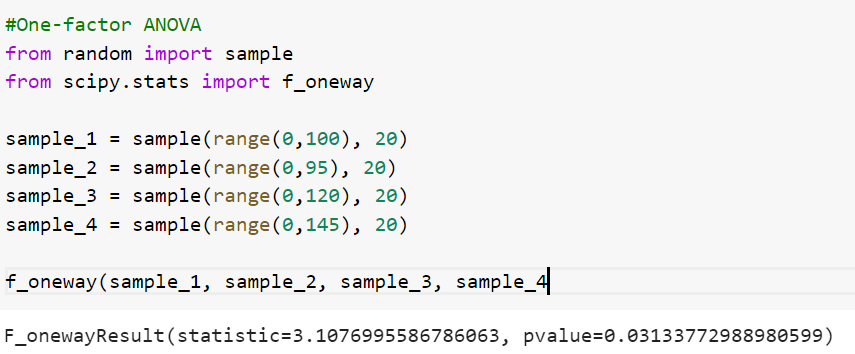 #One-factor ANOVA
from random import sample
from scipy.stats import f_oneway
sample_1 = sample(range(0,100), 20)
sample_2 = sample(range(0,95), 20)
sample_3 = sample(range(0,120), 20)
sample_4 = sample(range(0,145), 20)
f_oneway(sample_1, sample_2, sample_3, sample_4
F_onewayResult(statistic=3.1076995586786063, pvalue=0.03133772988980599)